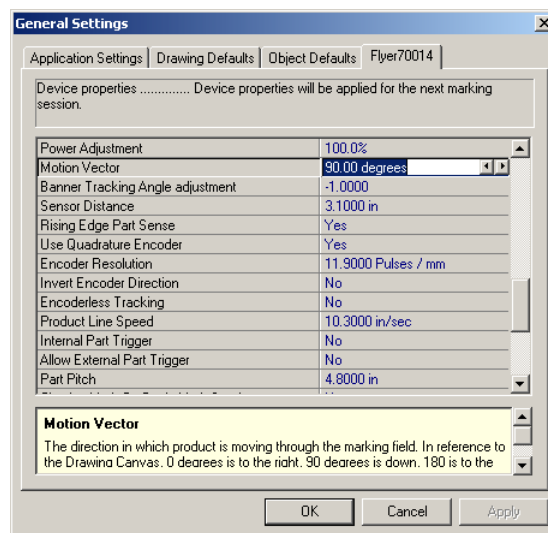 General Settings
Application Settings Drawing Defaults Object Defaults Flyer70014
Device properties ............. Device properties will be applied for the next marking
session.
Power Adjustment 100.0%
Motion Vector 90.00 degrees
Banner Tracking Angle adjustment -1.0000
Sensor Distance 3.1000 in
Rising Edge Part Sense Yes
Use Quadrature Encoder Yes
Encoder Resolution 11.9000 Pulses / mm
Invert Encoder Direction No
Encoderless Tracking No
Product Line Speed 10.3000 in/sec
Internal Part Trigger No
Allow External Part Trigger No
Part Pitch 4.8000 in
Motion Vector
The direction in which product is moving through the marking field. In reference to
the Drawing Canvas. 0 degrees is to the right. 90 degrees is down. 180 is to the
OK Cancel Apply